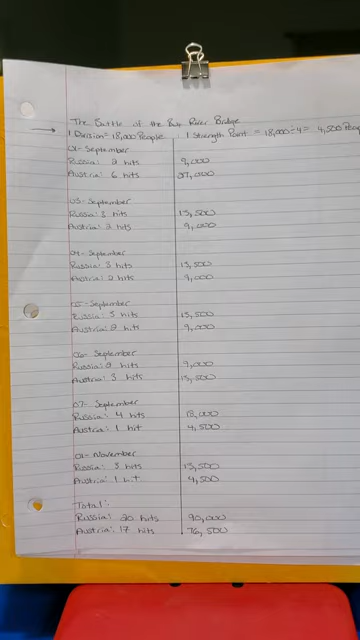 The Battle of the Bug River Bridge
1 Division = 18,000 People 1 Strength Point = 18,000 ÷ 4 = 4,500 Peop
01 - September
Russia: 2 hits 9,000
Austria: 6 hits 27,000
03 - September
Russia: 3 hits 13,500
Austria: 2 hits 9,000
04 - September
Russia: 3 hits 13,500
Austria: 2 hits 9,000
05 - September
Russia: 3 hits 13,500
Austria: 2 hits 9,000
06 - September
Russia: 2 hits 9,000
Austria: 3 hits 13,500
07 - September
Russia: 4 hits 18,000
Austria: 1 hit 4,500
01 - November
Russia: 3 hits 13,500
Austria: 1 hit 4,500
Total:
Russia: 20 hits 90,000
Austria: 17 hits 76,500